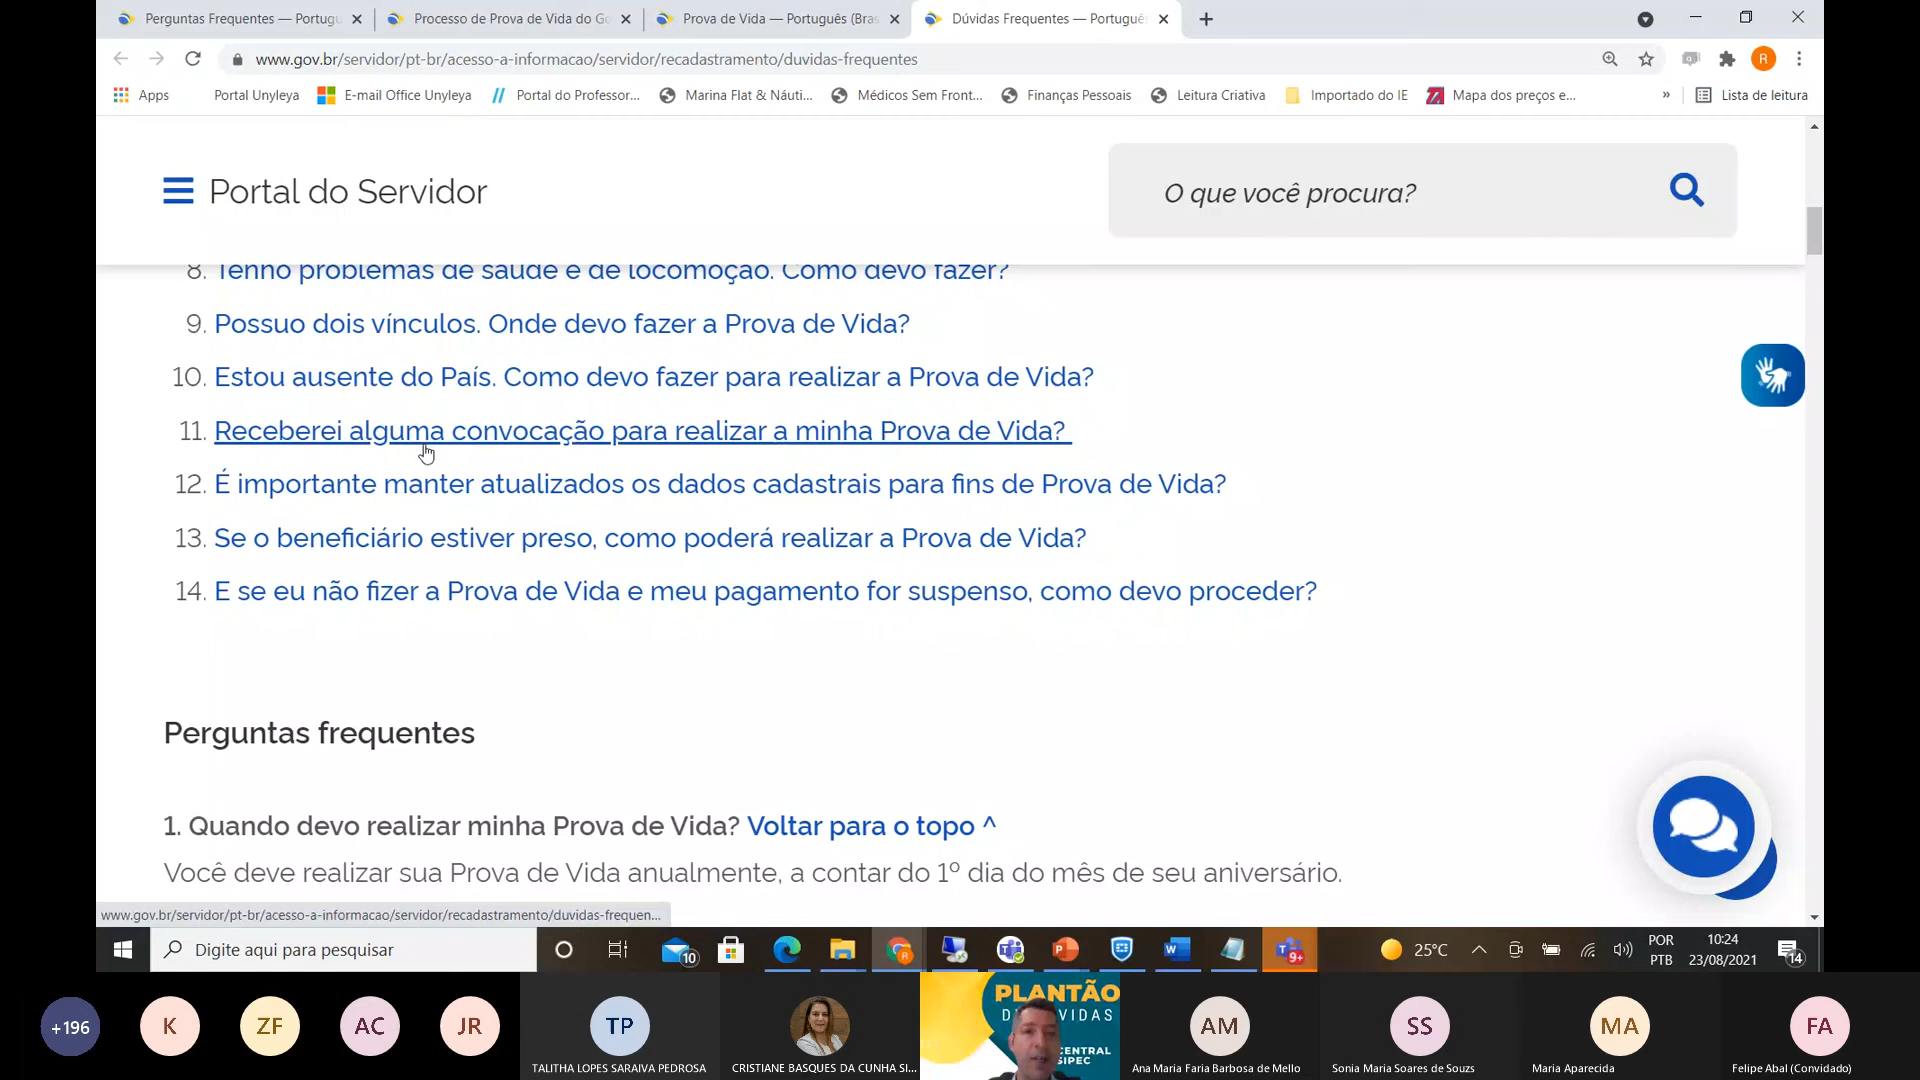 Perguntas Frequentes — Portugu
Processo de Prova de Vida do Go
Prova de Vida — Português (Bras
Dúvidas Frequentes — Português
www.gov.br/servidor/pt-br/acesso-a-informacao/servidor/recadastramento/duvidas-frequentes
R
Apps
Portal Unyleya
E-mail Office Unyleya
Portal do Professor...
Marina Flat & Náuti...
Médicos Sem Front...
Finanças Pessoais
Leitura Criativa
Importado do IE
Mapa dos preços e...
»
Lista de leitura
Portal do Servidor
O que você procura?
8. Tenho problemas de saúde e de locomoção. Como devo fazer?
9. Possuo dois vínculos. Onde devo fazer a Prova de Vida?
10. Estou ausente do País. Como devo fazer para realizar a Prova de Vida?
11. Receberei alguma convocação para realizar a minha Prova de Vida?
12. É importante manter atualizados os dados cadastrais para fins de Prova de Vida?
13. Se o beneficiário estiver preso, como poderá realizar a Prova de Vida?
14. E se eu não fizer a Prova de Vida e meu pagamento for suspenso, como devo proceder?
Perguntas frequentes
1. Quando devo realizar minha Prova de Vida? Voltar para o topo ^
Você deve realizar sua Prova de Vida anualmente, a contar do 1º dia do mês de seu aniversário.
www.gov.br/servidor/pt-br/acesso-a-informacao/servidor/recadastramento/duvidas-frequen...
Digite aqui para pesquisar
10
R
9+
25°C
POR
PTB
10:24
23/08/2021
14
+196
K
ZF
AC
JR
TP
TALITHA LOPES SARAIVA PEDROSA
CRISTIANE BASQUES DA CUNHA SI...
PLANTÃO
CENTRAL
SIPEC
AM
Ana Maria Faria Barbosa de Mello
SS
Sonia Maria Soares de Souzs
MA
Maria Aparecida
FA
Felipe Abal (Convidado)